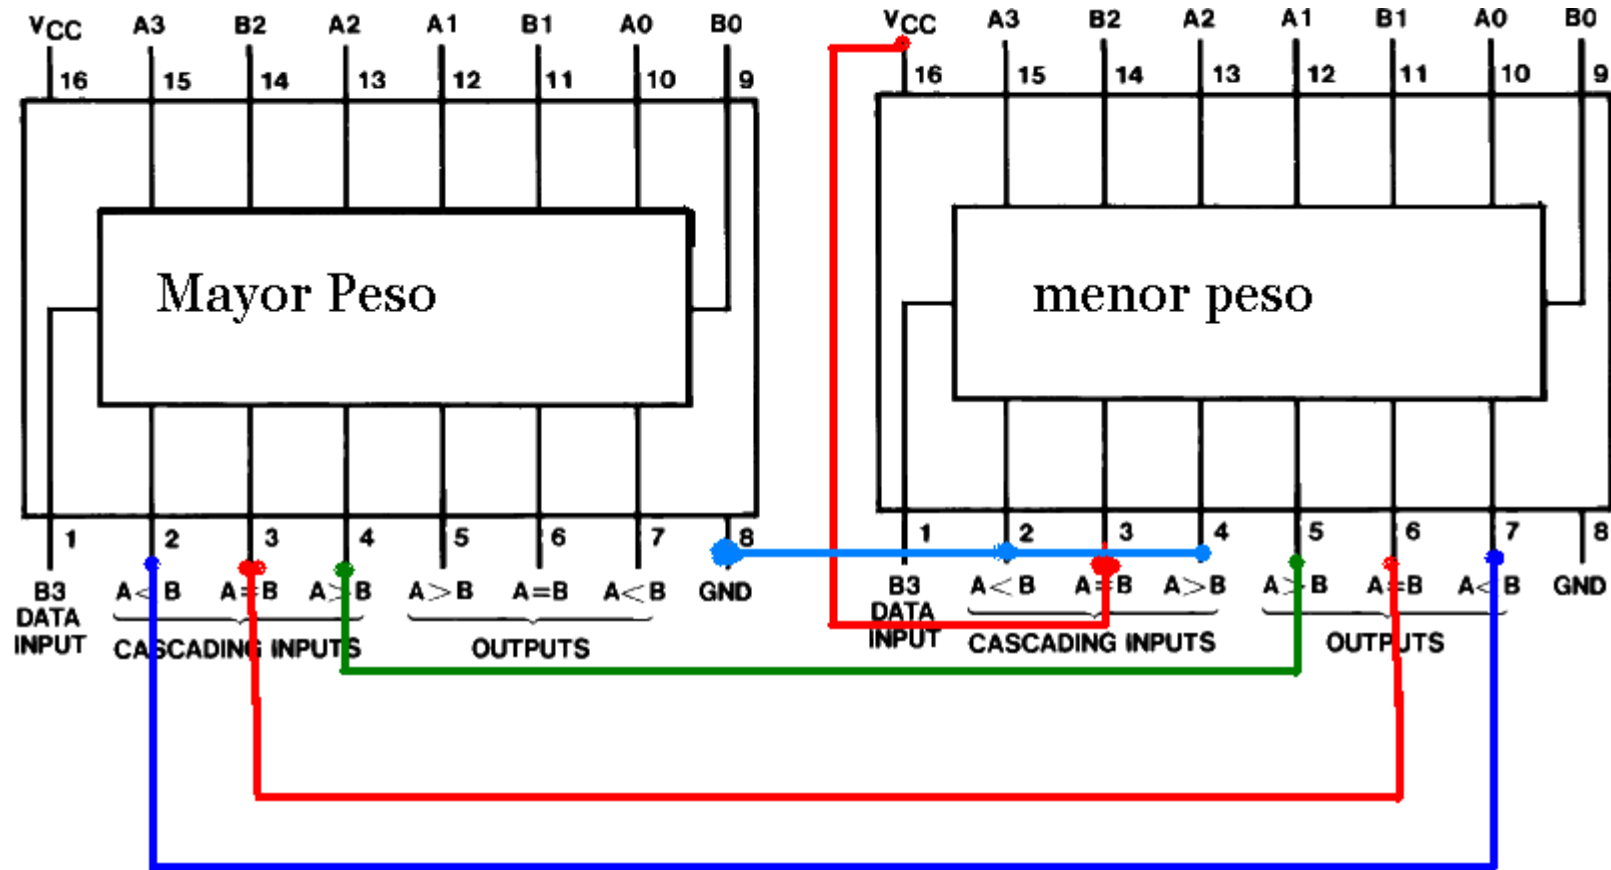 VCC A3 B2 A2 A1 B1 A0 B0 VCC A3 B2 A2 A1 B1 A0 B0
16 15 14 13 12 11 10 9 16 15 14 13 12 11 10 9
Mayor Peso menor peso
1 2 3 4 5 6 7 8 1 2 3 4 5 6 7 8
B3 A<B A=B A>B A>B A=B A<B GND B3 A<B A=B A>B A>B A=B A<B GND
DATA DATA
INPUT CASCADING INPUTS OUTPUTS INPUT CASCADING INPUTS OUTPUTS